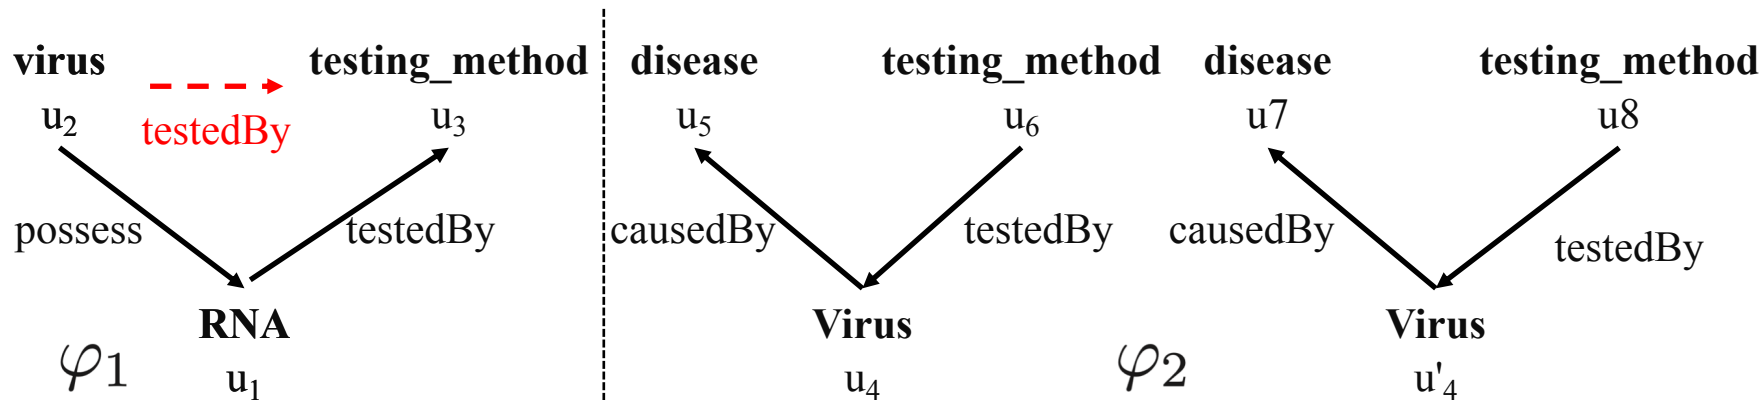 virus testing_method disease testing_method disease testing_method
testedBy
u₂ u₃ u₅ u₆ u7 u8
possess testedBy causedBy testedBy causedBy testedBy
RNA Virus Virus
φ1 u₁ u₄ φ2 u'₄